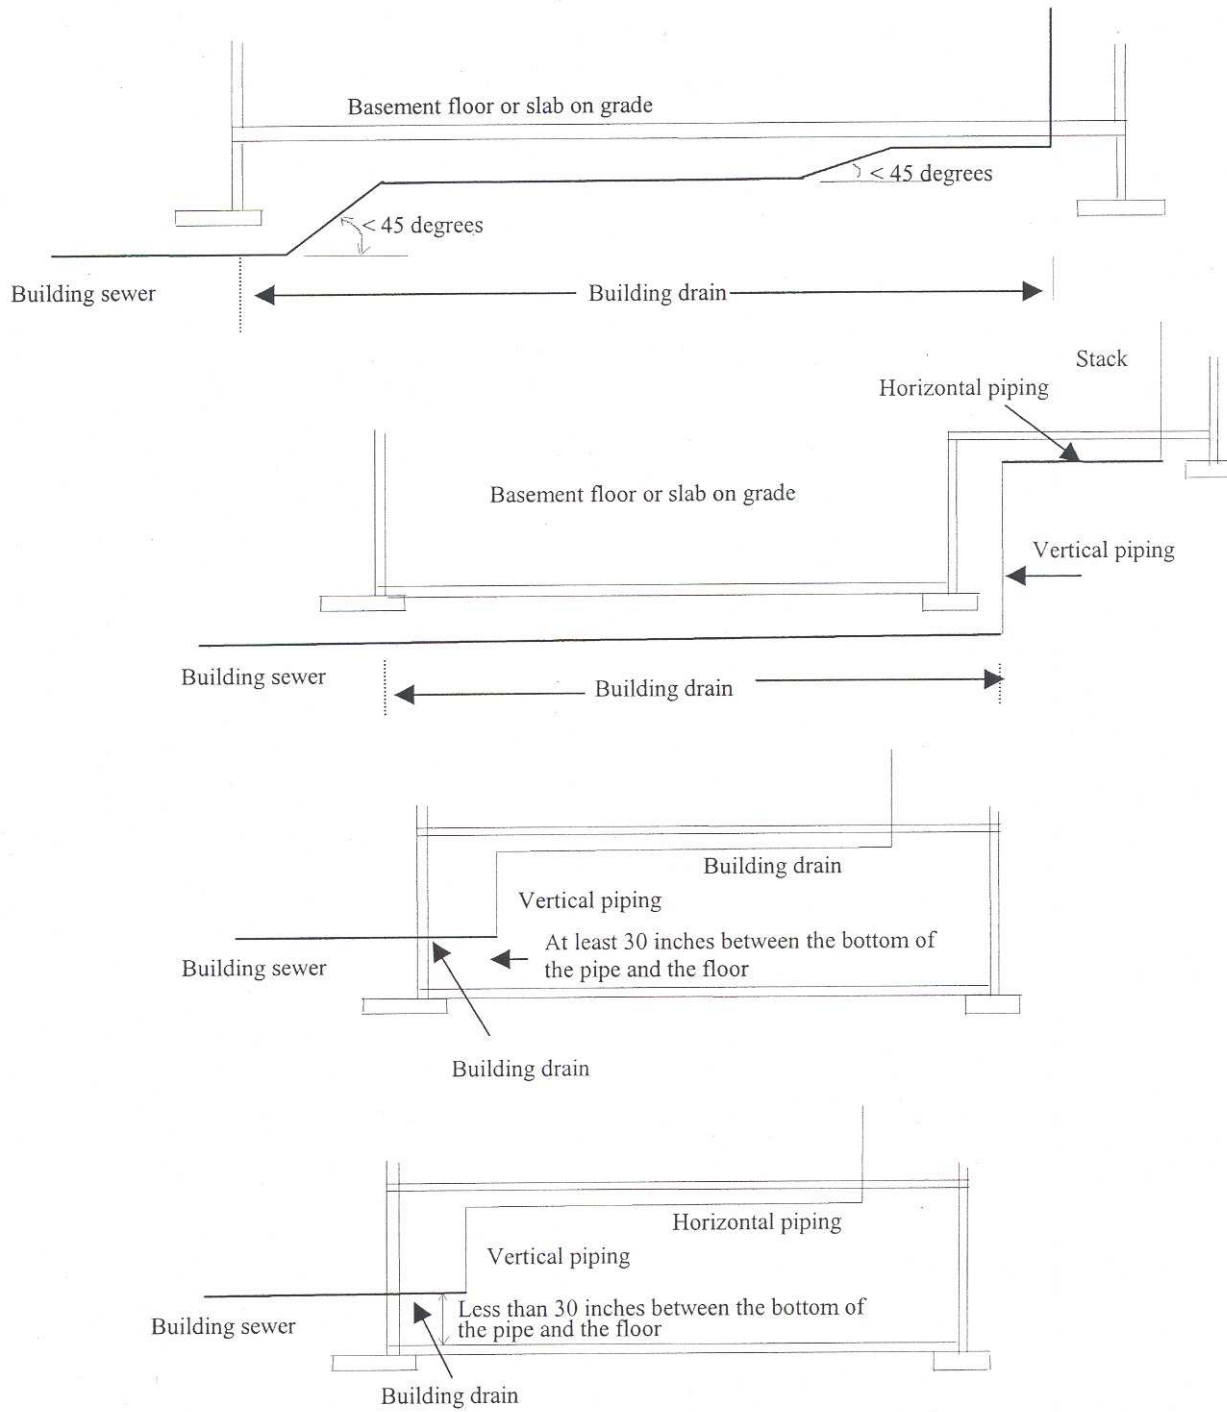 Basement floor or slab on grade
< 45 degrees
< 45 degrees
Building sewer
Building drain
Stack
Horizontal piping
Basement floor or slab on grade
Vertical piping
Building sewer
Building drain
Building drain
Vertical piping
At least 30 inches between the bottom of
the pipe and the floor
Building sewer
Building drain
Horizontal piping
Vertical piping
Less than 30 inches between the bottom of
the pipe and the floor
Building sewer
Building drain